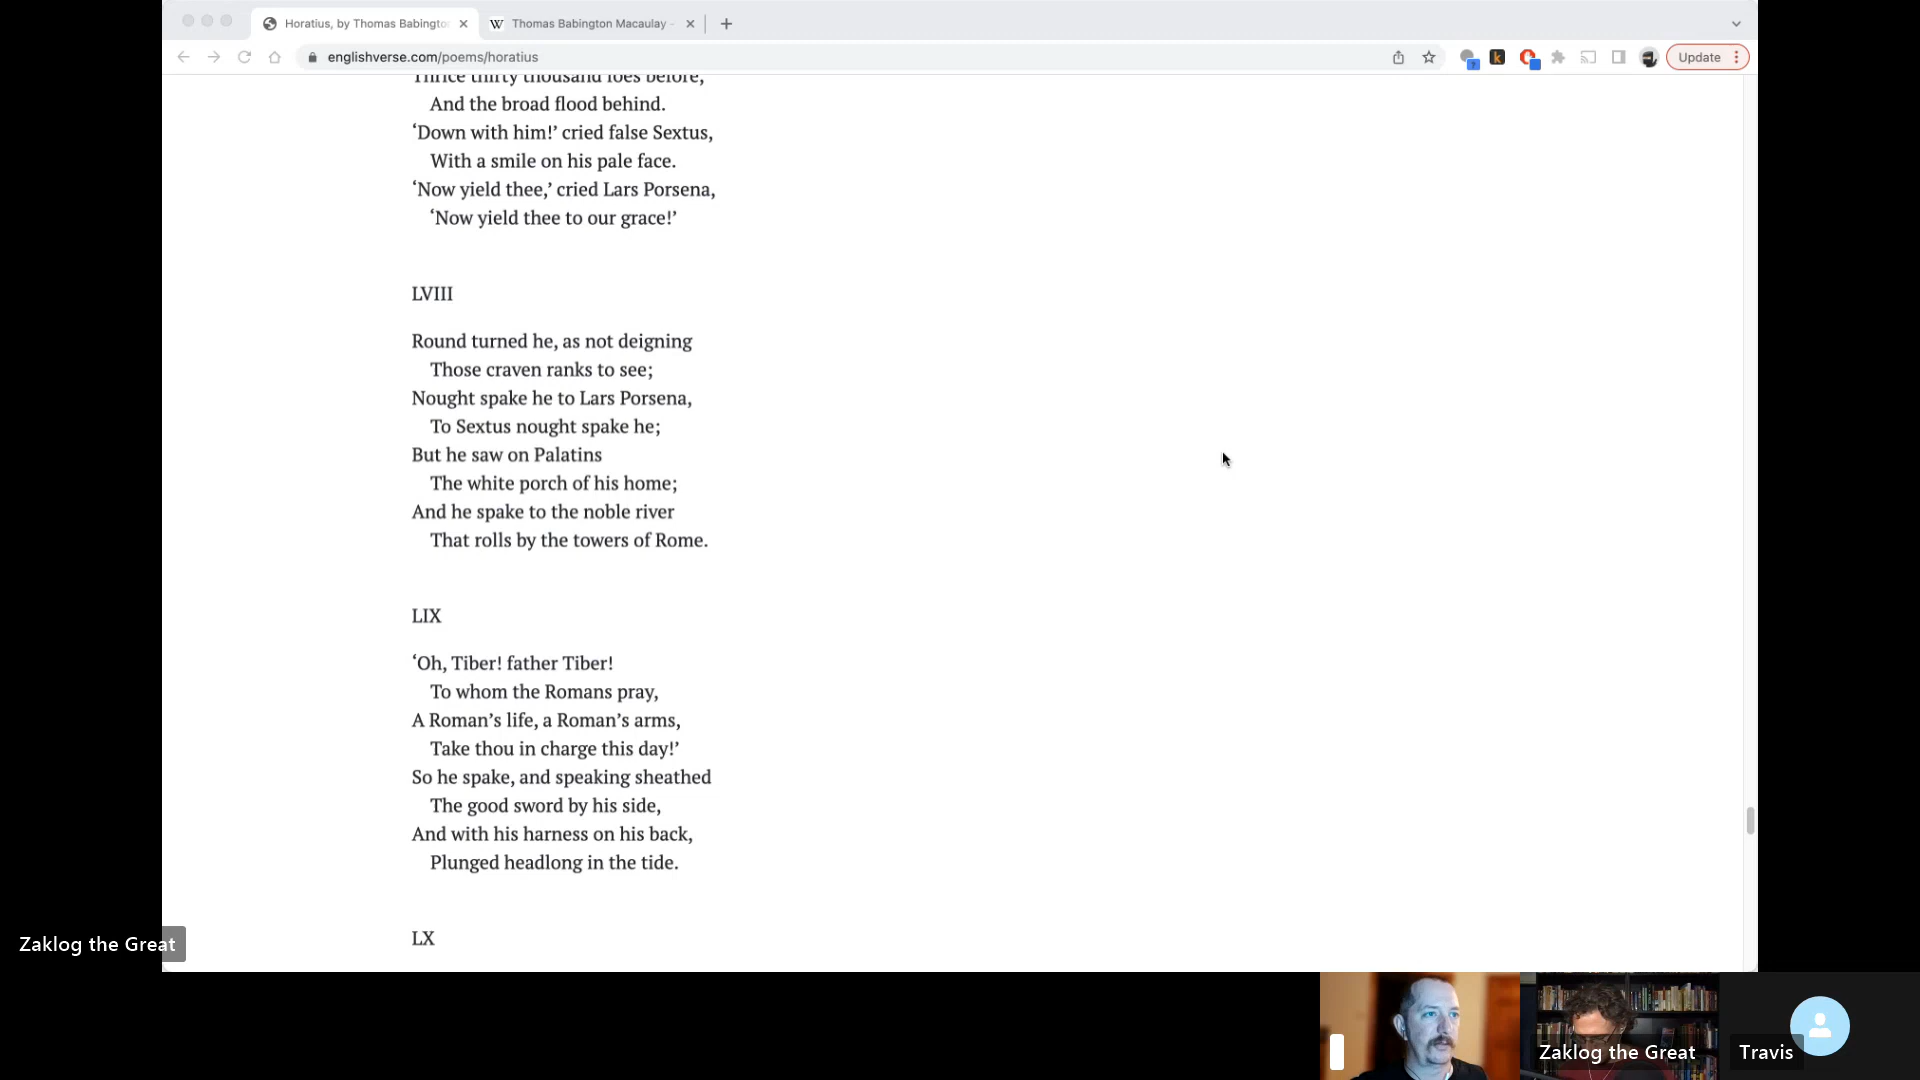 Horatius, by Thomas Babingto
Thomas Babington Macaulay -
englishverse.com/poems/horatius
Update
Thrice thirty thousand foes before,
And the broad flood behind.
‘Down with him!’ cried false Sextus,
With a smile on his pale face.
‘Now yield thee,’ cried Lars Porsena,
‘Now yield thee to our grace!’
LVIII
Round turned he, as not deigning
Those craven ranks to see;
Nought spake he to Lars Porsena,
To Sextus nought spake he;
But he saw on Palatins
The white porch of his home;
And he spake to the noble river
That rolls by the towers of Rome.
LIX
‘Oh, Tiber! father Tiber!
To whom the Romans pray,
A Roman’s life, a Roman’s arms,
Take thou in charge this day!’
So he spake, and speaking sheathed
The good sword by his side,
And with his harness on his back,
Plunged headlong in the tide.
LX
Zaklog the Great
Zaklog the Great
Travis